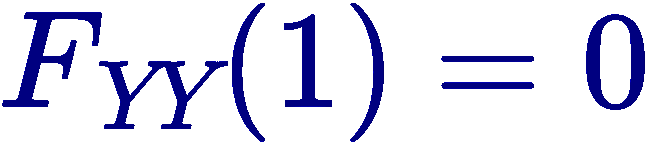 F_{YY}(1) = 0